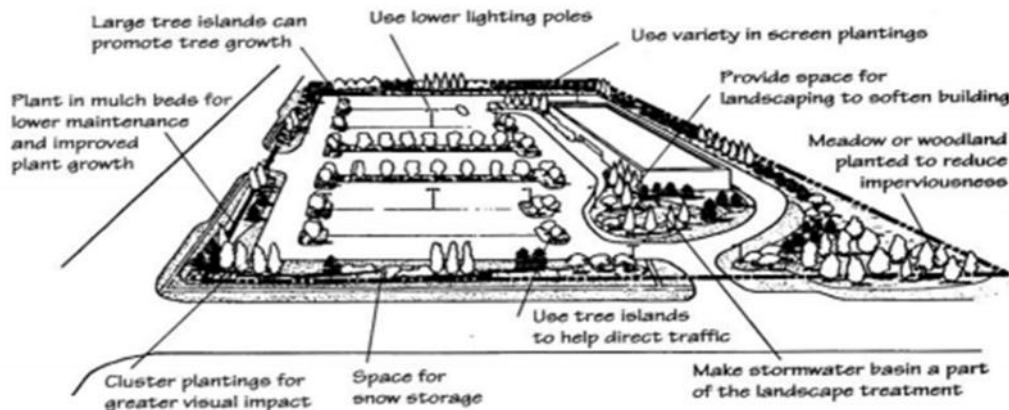 Large tree islands can
promote tree growth
Use lower lighting poles
Use variety in screen plantings
Plant in mulch beds for
lower maintenance
and improved
plant growth
Provide space for
landscaping to soften building
Meadow or woodland
planted to reduce
imperviousness
Use tree islands
to help direct traffic
Cluster plantings for
greater visual impact
Space for
snow storage
Make stormwater basin a part
of the landscape treatment